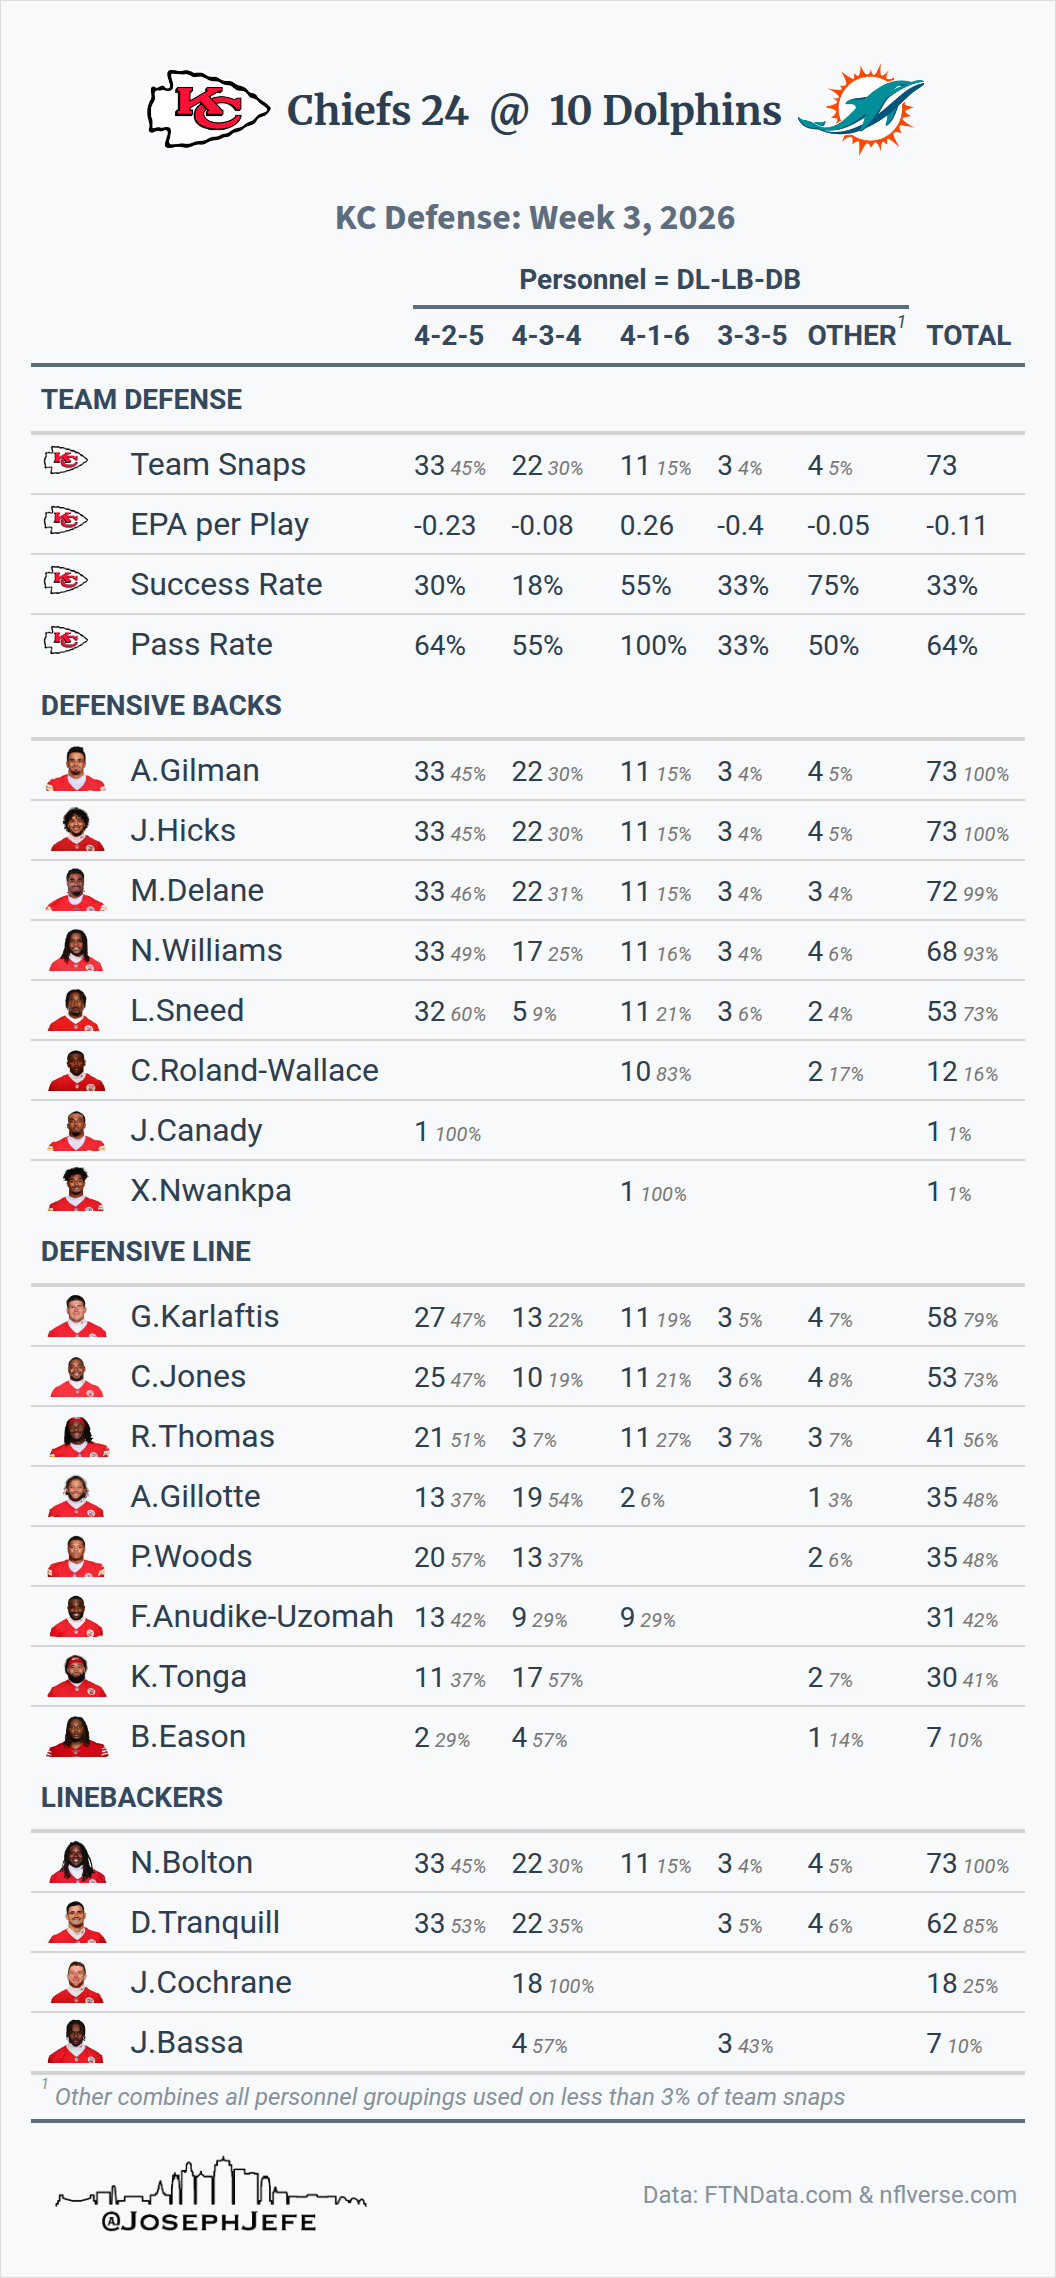 Chiefs 24 @ 10 Dolphins
KC Defense: Week 3, 2026
Personnel = DL-LB-DB
4-2-5 4-3-4 4-1-6 3-3-5 OTHER1 TOTAL
TEAM DEFENSE
KC Team Snaps 33 45% 22 30% 11 15% 3 4% 4 5% 73
KC EPA per Play -0.23 -0.08 0.26 -0.4 -0.05 -0.11
KC Success Rate 30% 18% 55% 33% 75% 33%
KC Pass Rate 64% 55% 100% 33% 50% 64%
DEFENSIVE BACKS
A.Gilman 33 45% 22 30% 11 15% 3 4% 4 5% 73 100%
J.Hicks 33 45% 22 30% 11 15% 3 4% 4 5% 73 100%
M.Delane 33 46% 22 31% 11 15% 3 4% 3 4% 72 99%
N.Williams 33 49% 17 25% 11 16% 3 4% 4 6% 68 93%
L.Sneed 32 60% 5 9% 11 21% 3 6% 2 4% 53 73%
C.Roland-Wallace 10 83% 2 17% 12 16%
J.Canady 1 100% 1 1%
X.Nwankpa 1 100% 1 1%
DEFENSIVE LINE
G.Karlaftis 27 47% 13 22% 11 19% 3 5% 4 7% 58 79%
C.Jones 25 47% 10 19% 11 21% 3 6% 4 8% 53 73%
R.Thomas 21 51% 3 7% 11 27% 3 7% 3 7% 41 56%
A.Gillotte 13 37% 19 54% 2 6% 1 3% 35 48%
P.Woods 20 57% 13 37% 2 6% 35 48%
F.Anudike-Uzomah 13 42% 9 29% 9 29% 31 42%
K.Tonga 11 37% 17 57% 2 7% 30 41%
B.Eason 2 29% 4 57% 1 14% 7 10%
LINEBACKERS
N.Bolton 33 45% 22 30% 11 15% 3 4% 4 5% 73 100%
D.Tranquill 33 53% 22 35% 3 5% 4 6% 62 85%
J.Cochrane 18 100% 18 25%
J.Bassa 4 57% 3 43% 7 10%
1 Other combines all personnel groupings used on less than 3% of team snaps
@JOSEPHJEFE
Data: FTNData.com & nflverse.com